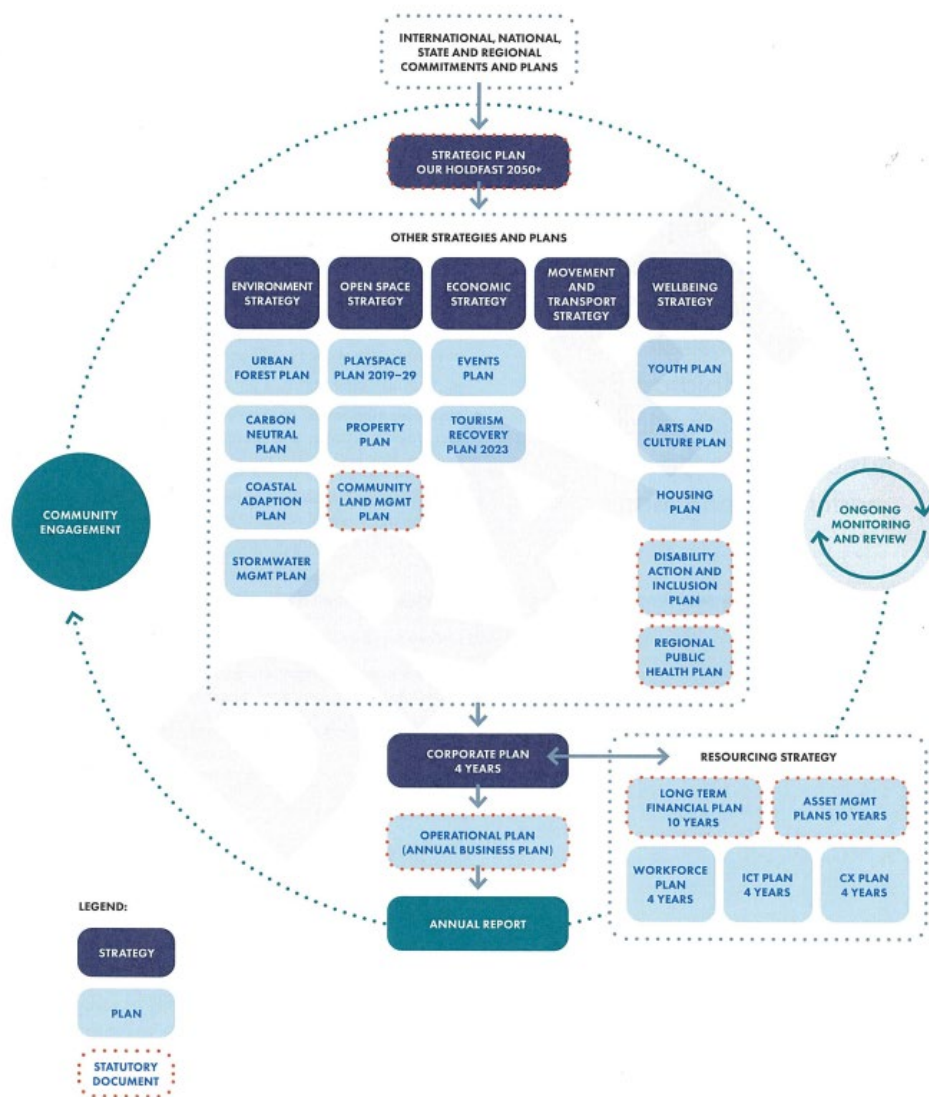 INTERNATIONAL, NATIONAL,
STATE AND REGIONAL
COMMITMENTS AND PLANS
STRATEGIC PLAN
OUR HOLDFAST 2050+
OTHER STRATEGIES AND PLANS
ENVIRONMENT
STRATEGY
OPEN SPACE
STRATEGY
ECONOMIC
STRATEGY
MOVEMENT
AND
TRANSPORT
STRATEGY
WELLBEING
STRATEGY
URBAN
FOREST PLAN
PLAYSPACE
PLAN 2019–29
EVENTS
PLAN
YOUTH PLAN
CARBON
NEUTRAL
PLAN
PROPERTY
PLAN
TOURISM
RECOVERY
PLAN 2023
ARTS AND
CULTURE PLAN
COASTAL
ADAPTION
PLAN
COMMUNITY
LAND MGMT
PLAN
HOUSING
PLAN
STORMWATER
MGMT PLAN
DISABILITY
ACTION AND
INCLUSION
PLAN
REGIONAL
PUBLIC
HEALTH PLAN
COMMUNITY
ENGAGEMENT
ONGOING
MONITORING
AND REVIEW
CORPORATE PLAN
4 YEARS
RESOURCING STRATEGY
LONG TERM
FINANCIAL PLAN
10 YEARS
ASSET MGMT
PLANS 10 YEARS
OPERATIONAL PLAN
(ANNUAL BUSINESS PLAN)
WORKFORCE
PLAN
4 YEARS
ICT PLAN
4 YEARS
CX PLAN
4 YEARS
ANNUAL REPORT
LEGEND:
STRATEGY
PLAN
STATUTORY
DOCUMENT
DRAFT